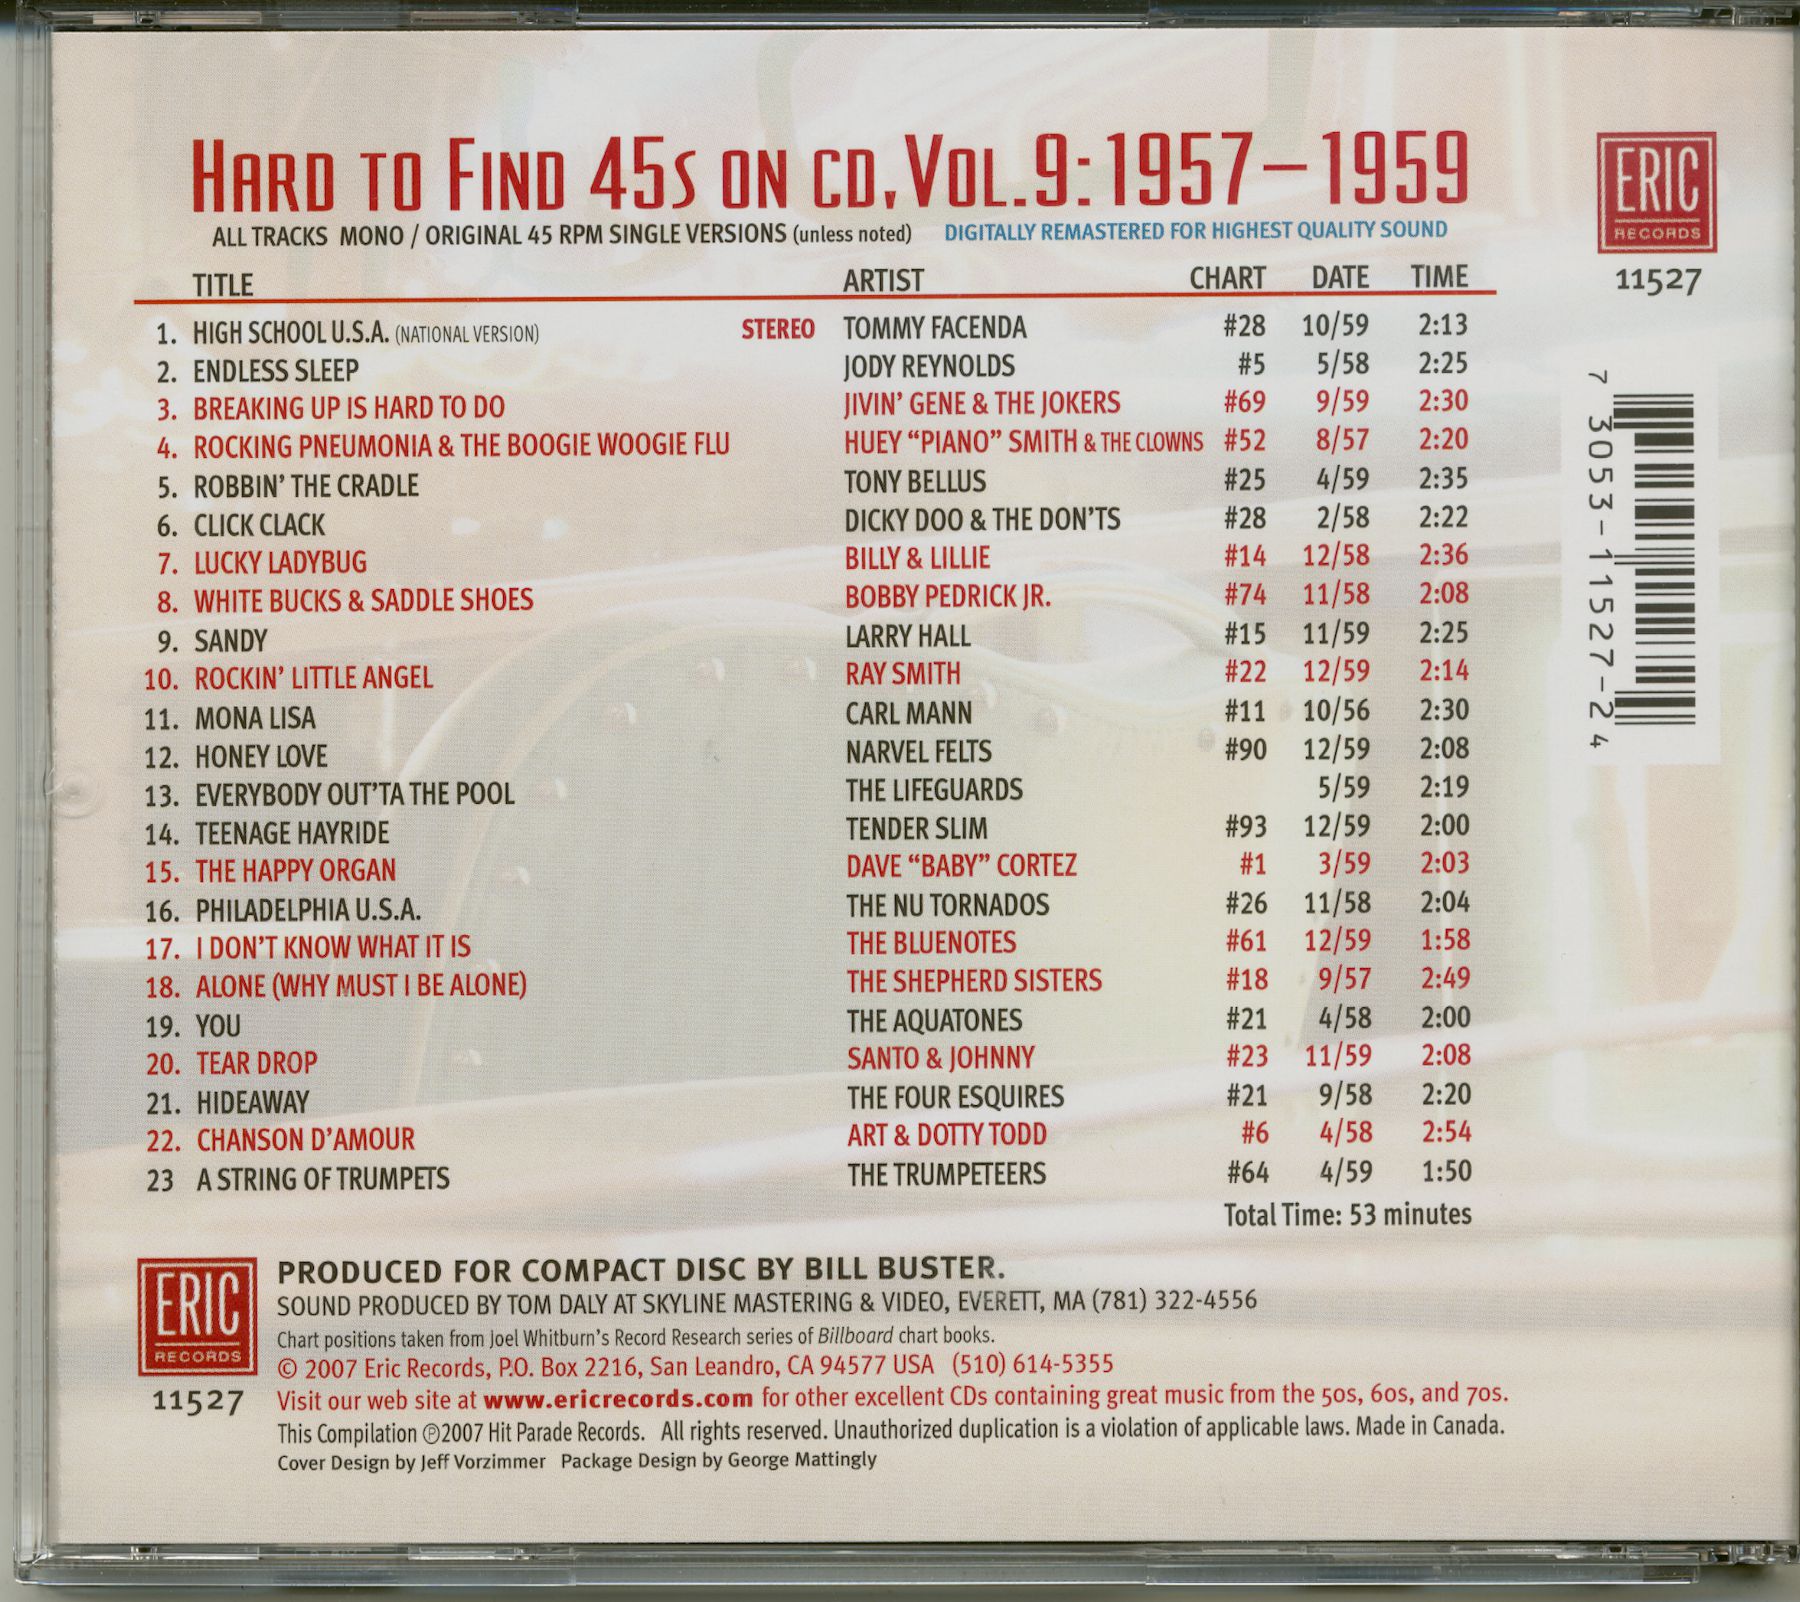 HARD TO FIND 45S ON CD, VOL. 9: 1957–1959
ALL TRACKS MONO / ORIGINAL 45 RPM SINGLE VERSIONS (unless noted) DIGITALLY REMASTERED FOR HIGHEST QUALITY SOUND
ERIC
RECORDS
11527
TITLE ARTIST CHART DATE TIME
1. HIGH SCHOOL U.S.A. (NATIONAL VERSION) STEREO TOMMY FACENDA #28 10/59 2:13
2. ENDLESS SLEEP JODY REYNOLDS #5 5/58 2:25
3. BREAKING UP IS HARD TO DO JIVIN' GENE & THE JOKERS #69 9/59 2:30
4. ROCKING PNEUMONIA & THE BOOGIE WOOGIE FLU HUEY "PIANO" SMITH & THE CLOWNS #52 8/57 2:20
5. ROBBIN' THE CRADLE TONY BELLUS #25 4/59 2:35
6. CLICK CLACK DICKY DOO & THE DON'TS #28 2/58 2:22
7. LUCKY LADYBUG BILLY & LILLIE #14 12/58 2:36
8. WHITE BUCKS & SADDLE SHOES BOBBY PEDRICK JR. #74 11/58 2:08
9. SANDY LARRY HALL #15 11/59 2:25
10. ROCKIN' LITTLE ANGEL RAY SMITH #22 12/59 2:14
11. MONA LISA CARL MANN #11 10/56 2:30
12. HONEY LOVE NARVEL FELTS #90 12/59 2:08
13. EVERYBODY OUT'TA THE POOL THE LIFEGUARDS 5/59 2:19
14. TEENAGE HAYRIDE TENDER SLIM #93 12/59 2:00
15. THE HAPPY ORGAN DAVE "BABY" CORTEZ #1 3/59 2:03
16. PHILADELPHIA U.S.A. THE NU TORNADOS #26 11/58 2:04
17. I DON'T KNOW WHAT IT IS THE BLUENOTES #61 12/59 1:58
18. ALONE (WHY MUST I BE ALONE) THE SHEPHERD SISTERS #18 9/57 2:49
19. YOU THE AQUATONES #21 4/58 2:00
20. TEAR DROP SANTO & JOHNNY #23 11/59 2:08
21. HIDEAWAY THE FOUR ESQUIRES #21 9/58 2:20
22. CHANSON D'AMOUR ART & DOTTY TODD #6 4/58 2:54
23 A STRING OF TRUMPETS THE TRUMPETEERS #64 4/59 1:50
Total Time: 53 minutes
7 3053-11527-2 4
ERIC
RECORDS
11527
PRODUCED FOR COMPACT DISC BY BILL BUSTER.
SOUND PRODUCED BY TOM DALY AT SKYLINE MASTERING & VIDEO, EVERETT, MA (781) 322-4556
Chart positions taken from Joel Whitburn's Record Research series of Billboard chart books.
© 2007 Eric Records, P.O. Box 2216, San Leandro, CA 94577 USA (510) 614-5355
Visit our web site at www.ericrecords.com for other excellent CDs containing great music from the 50s, 60s, and 70s.
This Compilation ℗2007 Hit Parade Records. All rights reserved. Unauthorized duplication is a violation of applicable laws. Made in Canada.
Cover Design by Jeff Vorzimmer Package Design by George Mattingly